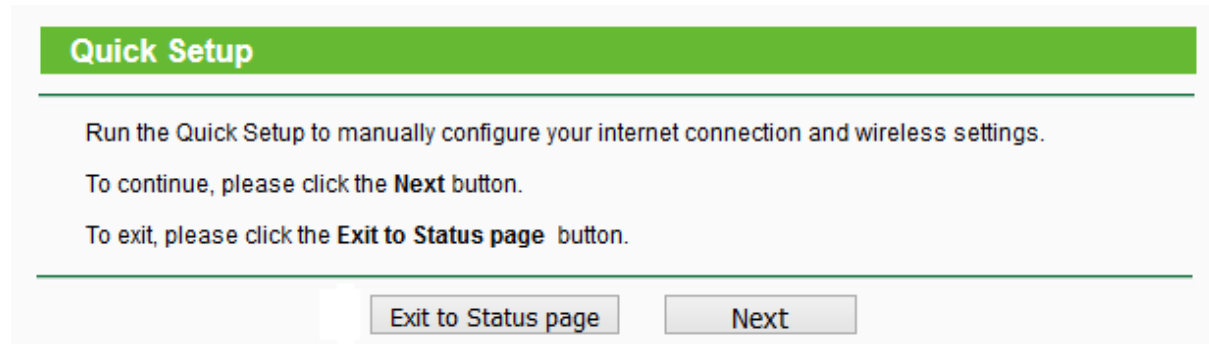 Quick Setup
Run the Quick Setup to manually configure your internet connection and wireless settings.
To continue, please click the Next button.
To exit, please click the Exit to Status page button.
Exit to Status page Next